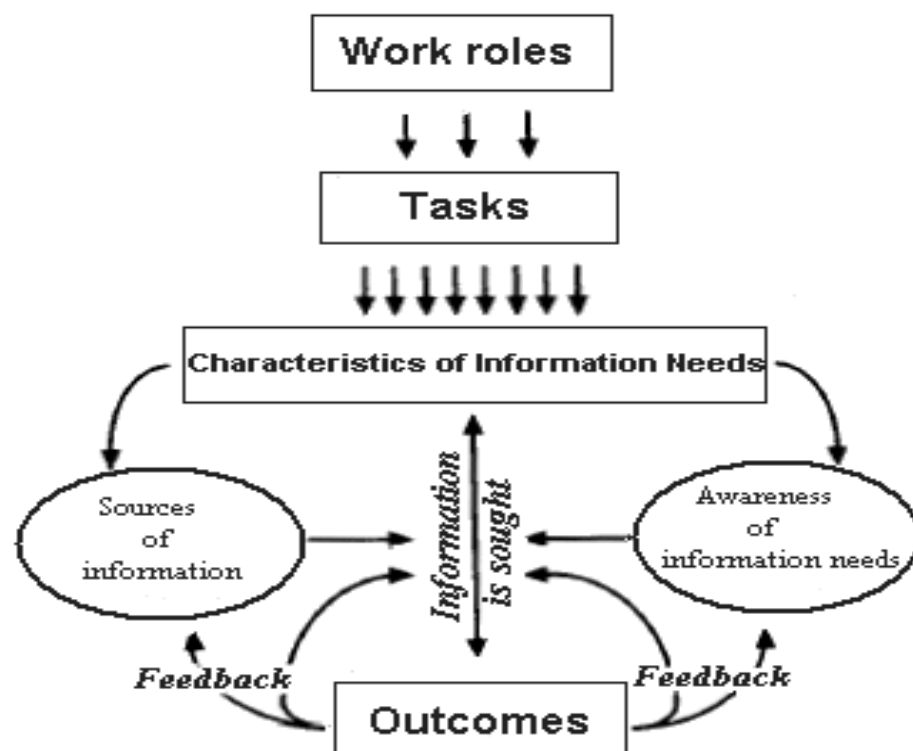 Work roles
Tasks
Characteristics of Information Needs
Sources
of
information
Information
is sought
Awareness
of
information needs
Feedback
Feedback
Outcomes